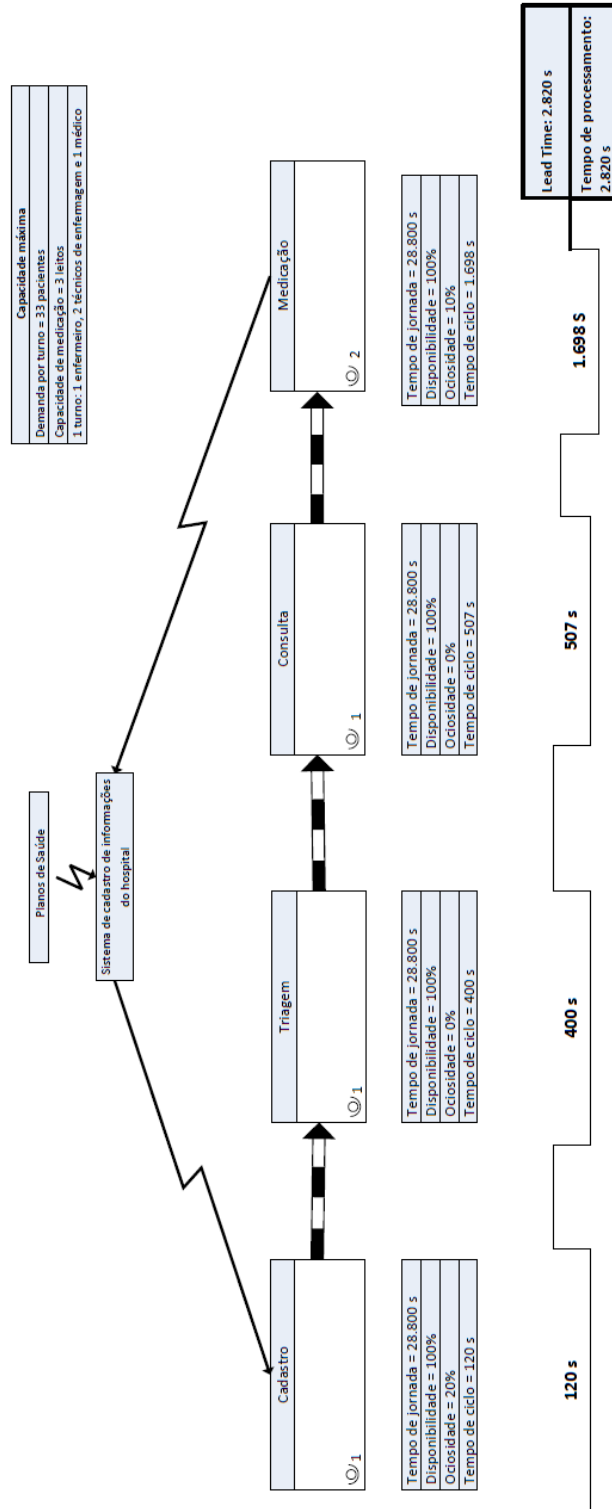 Capacidade máxima
Demanda por turno = 33 pacientes
Capacidade de medicação = 3 leitos
1 turno: 1 enfermeiro, 2 técnicos de enfermagem e 1 médico
Planos de Saúde
Sistema de cadastro de informações
do hospital
Cadastro
1
Triagem
1
Consulta
1
Medicação
2
Tempo de jornada = 28.800 s
Disponibilidade = 100%
Ociosidade = 20%
Tempo de ciclo = 120 s
Tempo de jornada = 28.800 s
Disponibilidade = 100%
Ociosidade = 0%
Tempo de ciclo = 400 s
Tempo de jornada = 28.800 s
Disponibilidade = 100%
Ociosidade = 0%
Tempo de ciclo = 507 s
Tempo de jornada = 28.800 s
Disponibilidade = 100%
Ociosidade = 10%
Tempo de ciclo = 1.698 s
120 s
400 s
507 s
1.698 S
Lead Time: 2.820 s
Tempo de processamento:
2.820 s